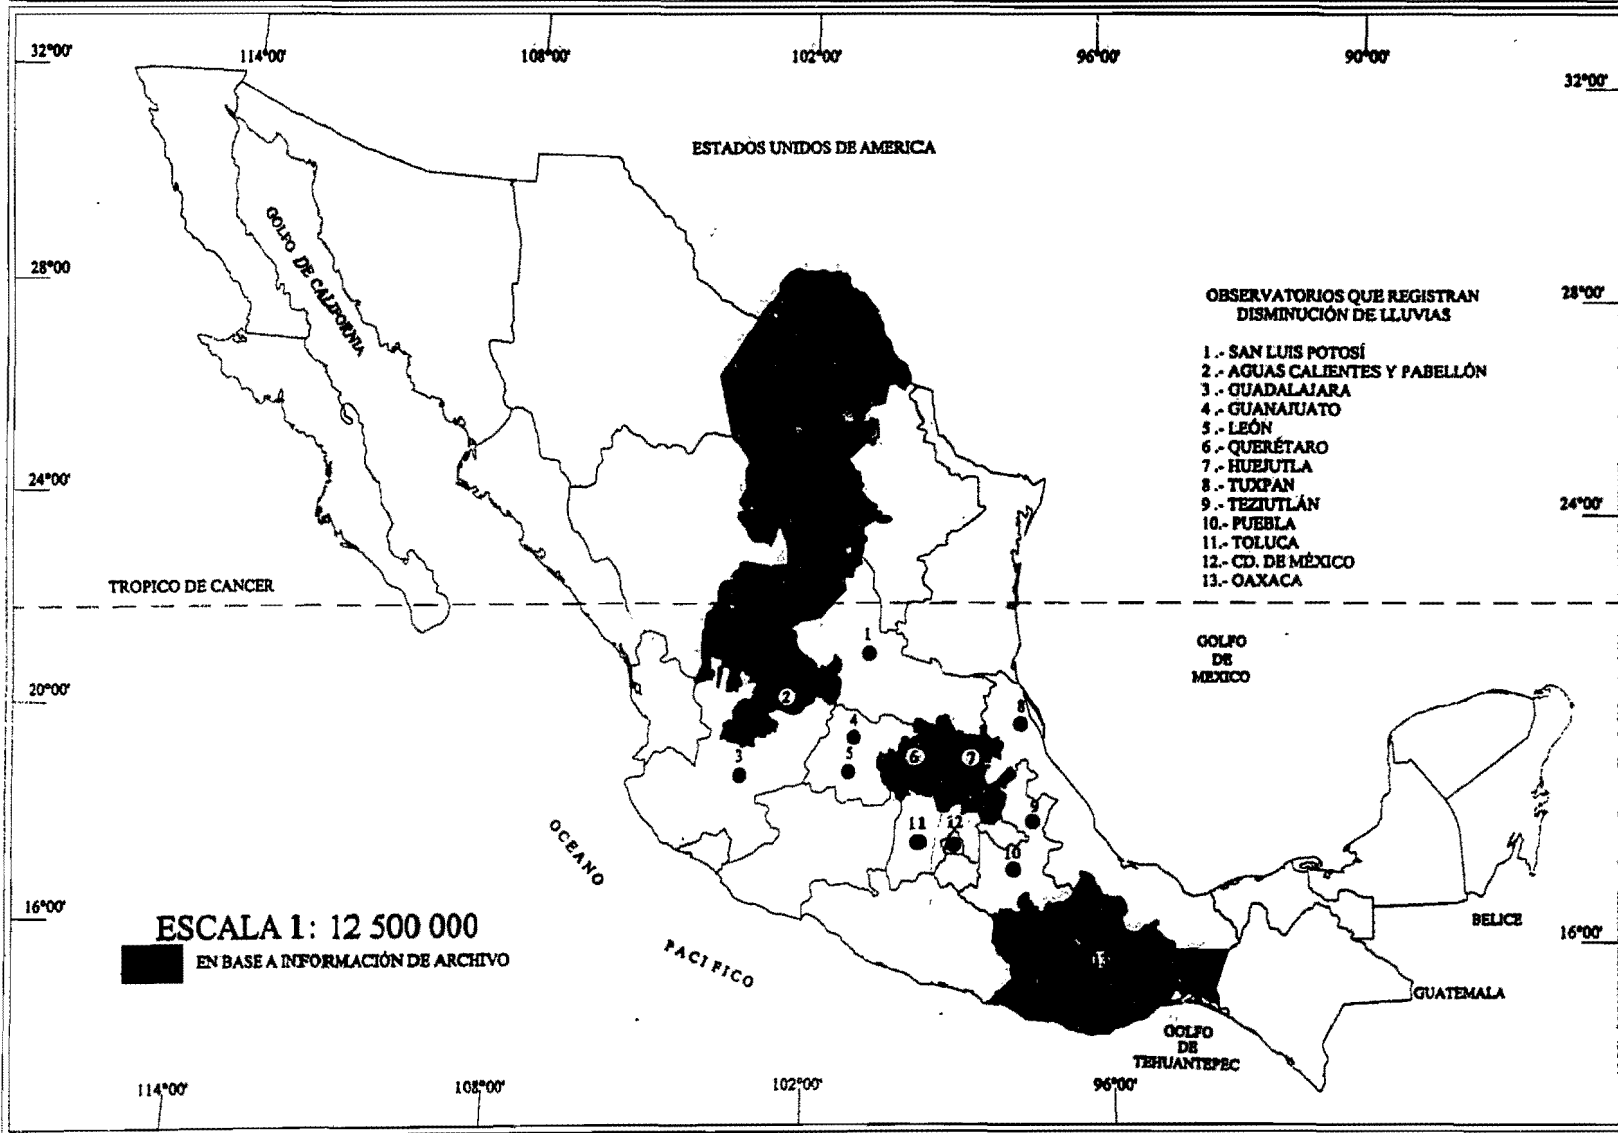 114°00'
108°00'
102°00'
96°00'
90°00'
32°00'
32°00'
ESTADOS UNIDOS DE AMERICA
GOLFO DE CALIFORNIA
28°00
28°00'
OBSERVATORIOS QUE REGISTRAN
DISMINUCIÓN DE LLUVIAS
1.- SAN LUIS POTOSÍ
2.- AGUAS CALIENTES Y PABELLÓN
3.- GUADALAJARA
4.- GUANAJUATO
5.- LEÓN
6.- QUERÉTARO
7.- HUEJUTLA
8.- TUXPAN
9.- TEZIUTLÁN
10.- PUEBLA
11.- TOLUCA
12.- CD. DE MÉXICO
13.- OAXACA
24°00'
24°00'
TROPICO DE CANCER
GOLFO
DE
MEXICO
20°00'
1
2
3
4
5
6
7
8
9
10
11
12
13
OCEANO
PACIFICO
16°00'
16°00'
ESCALA 1: 12 500 000
EN BASE A INFORMACIÓN DE ARCHIVO
BELICE
GUATEMALA
GOLFO
DE
TEHUANTEPEC
114°00'
108°00'
102°00'
96°00'